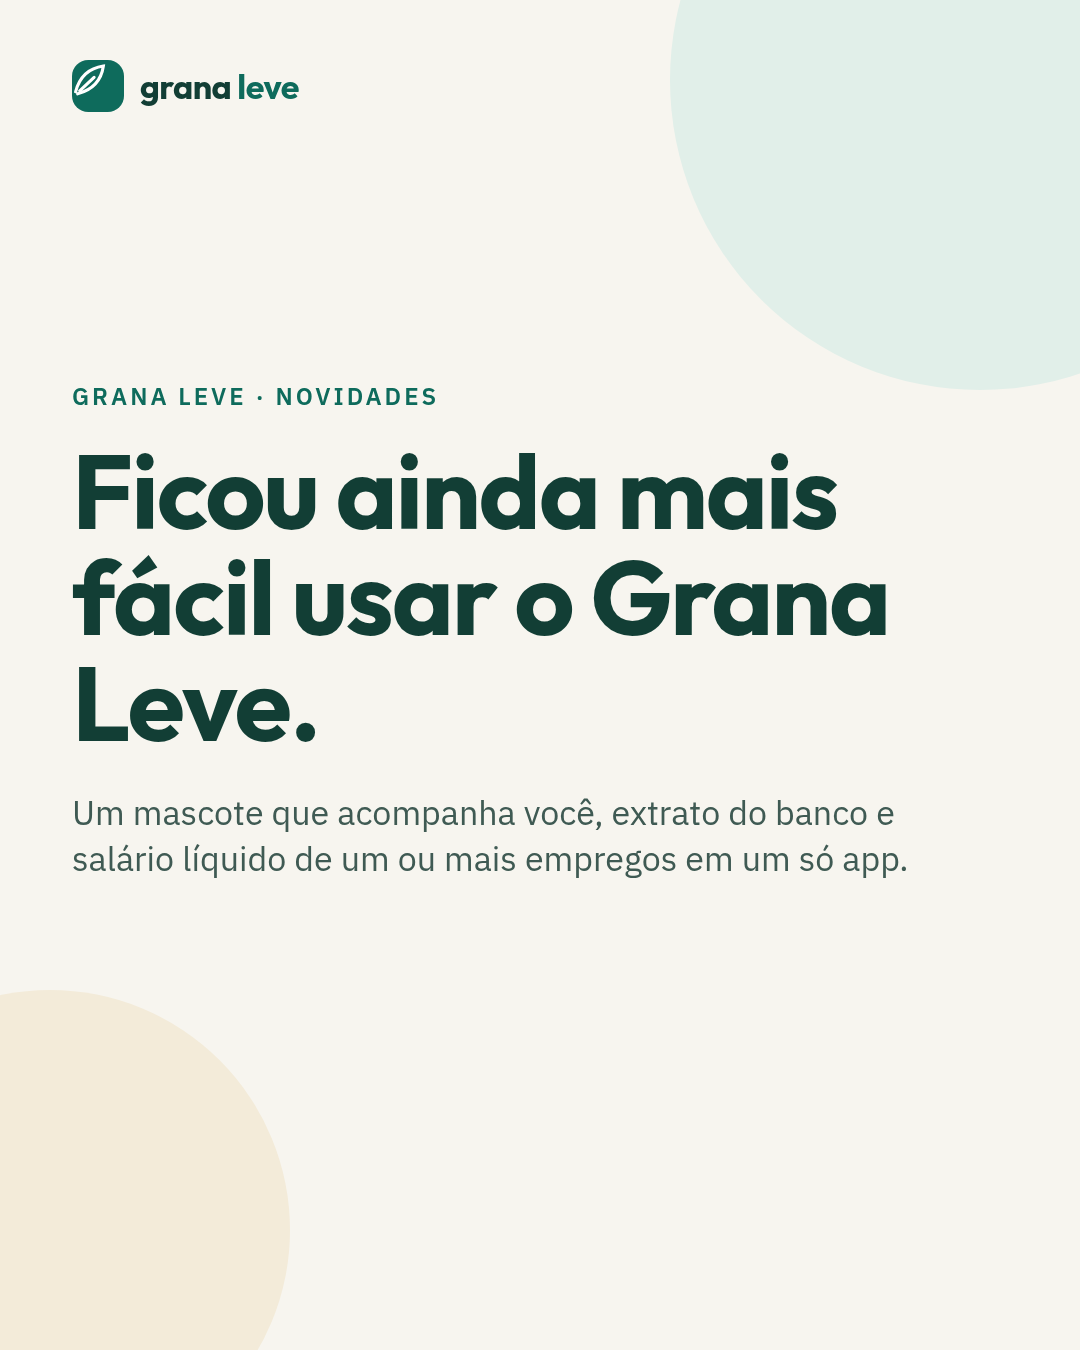 grana leve
GRANA LEVE · NOVIDADES
Ficou ainda mais
fácil usar o Grana
Leve.
Um mascote que acompanha você, extrato do banco e
salário líquido de um ou mais empregos em um só app.